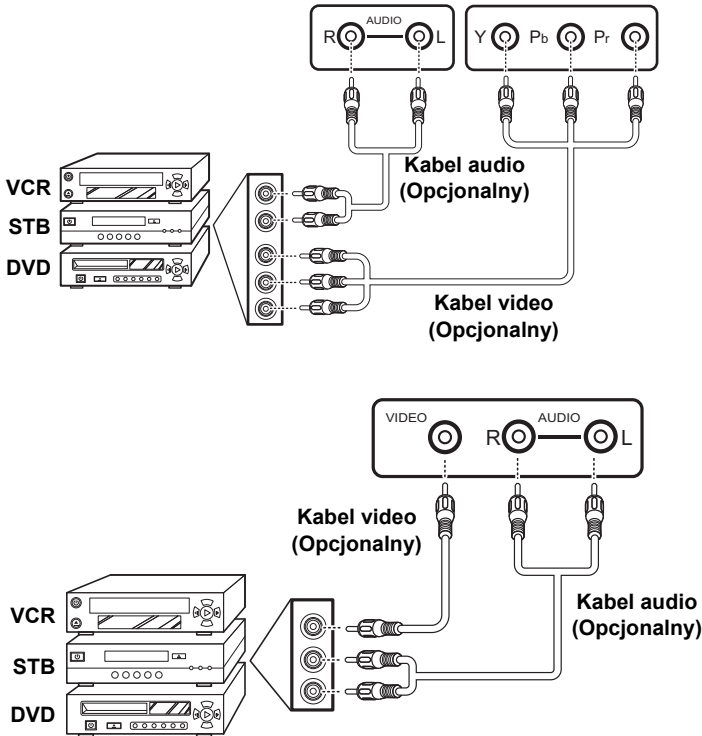 AUDIO
R L Y Pb Pr
Kabel audio
(Opcjonalny)
VCR
STB
DVD
Kabel video
(Opcjonalny)
VIDEO AUDIO
R L
Kabel video
(Opcjonalny)
Kabel audio
(Opcjonalny)
VCR
STB
DVD